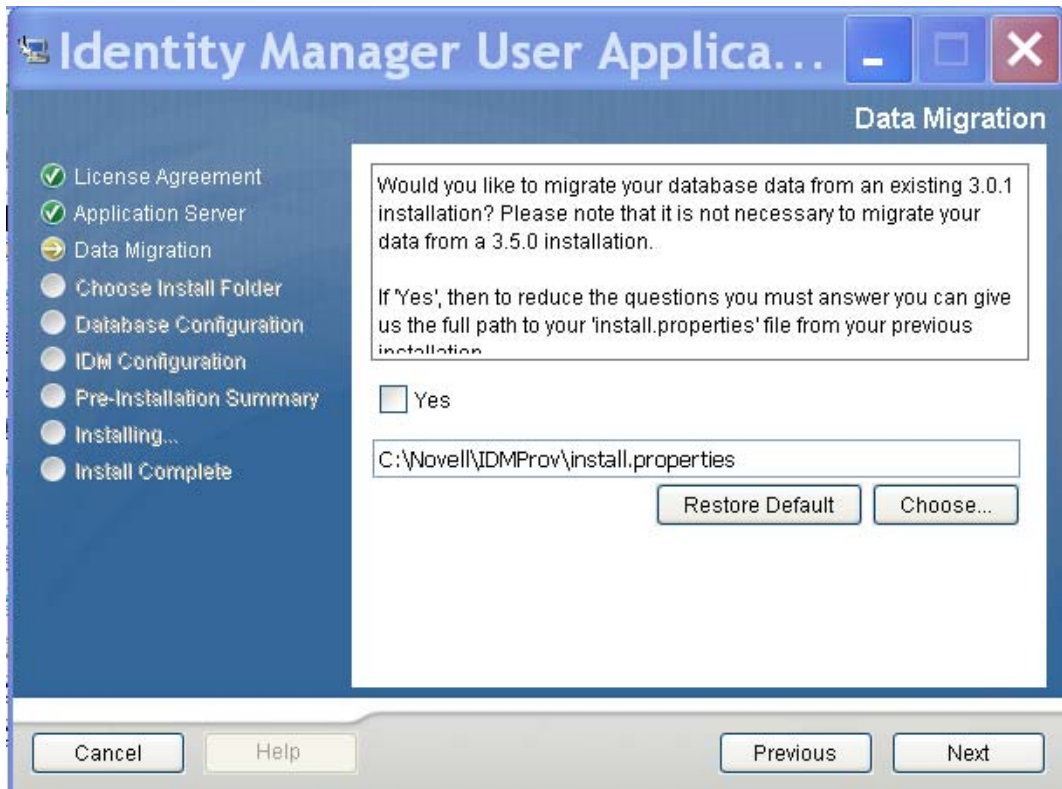 Identity Manager User Applica...
Data Migration
License Agreement
Application Server
Data Migration
Choose Install Folder
Database Configuration
IDM Configuration
Pre-Installation Summary
Installing...
Install Complete
Would you like to migrate your database data from an existing 3.0.1
installation? Please note that it is not necessary to migrate your
data from a 3.5.0 installation.
If 'Yes', then to reduce the questions you must answer you can give
us the full path to your 'install.properties' file from your previous
installation
Yes
C:\Novell\IDMProv\install.properties
Restore Default
Choose...
Cancel
Help
Previous
Next